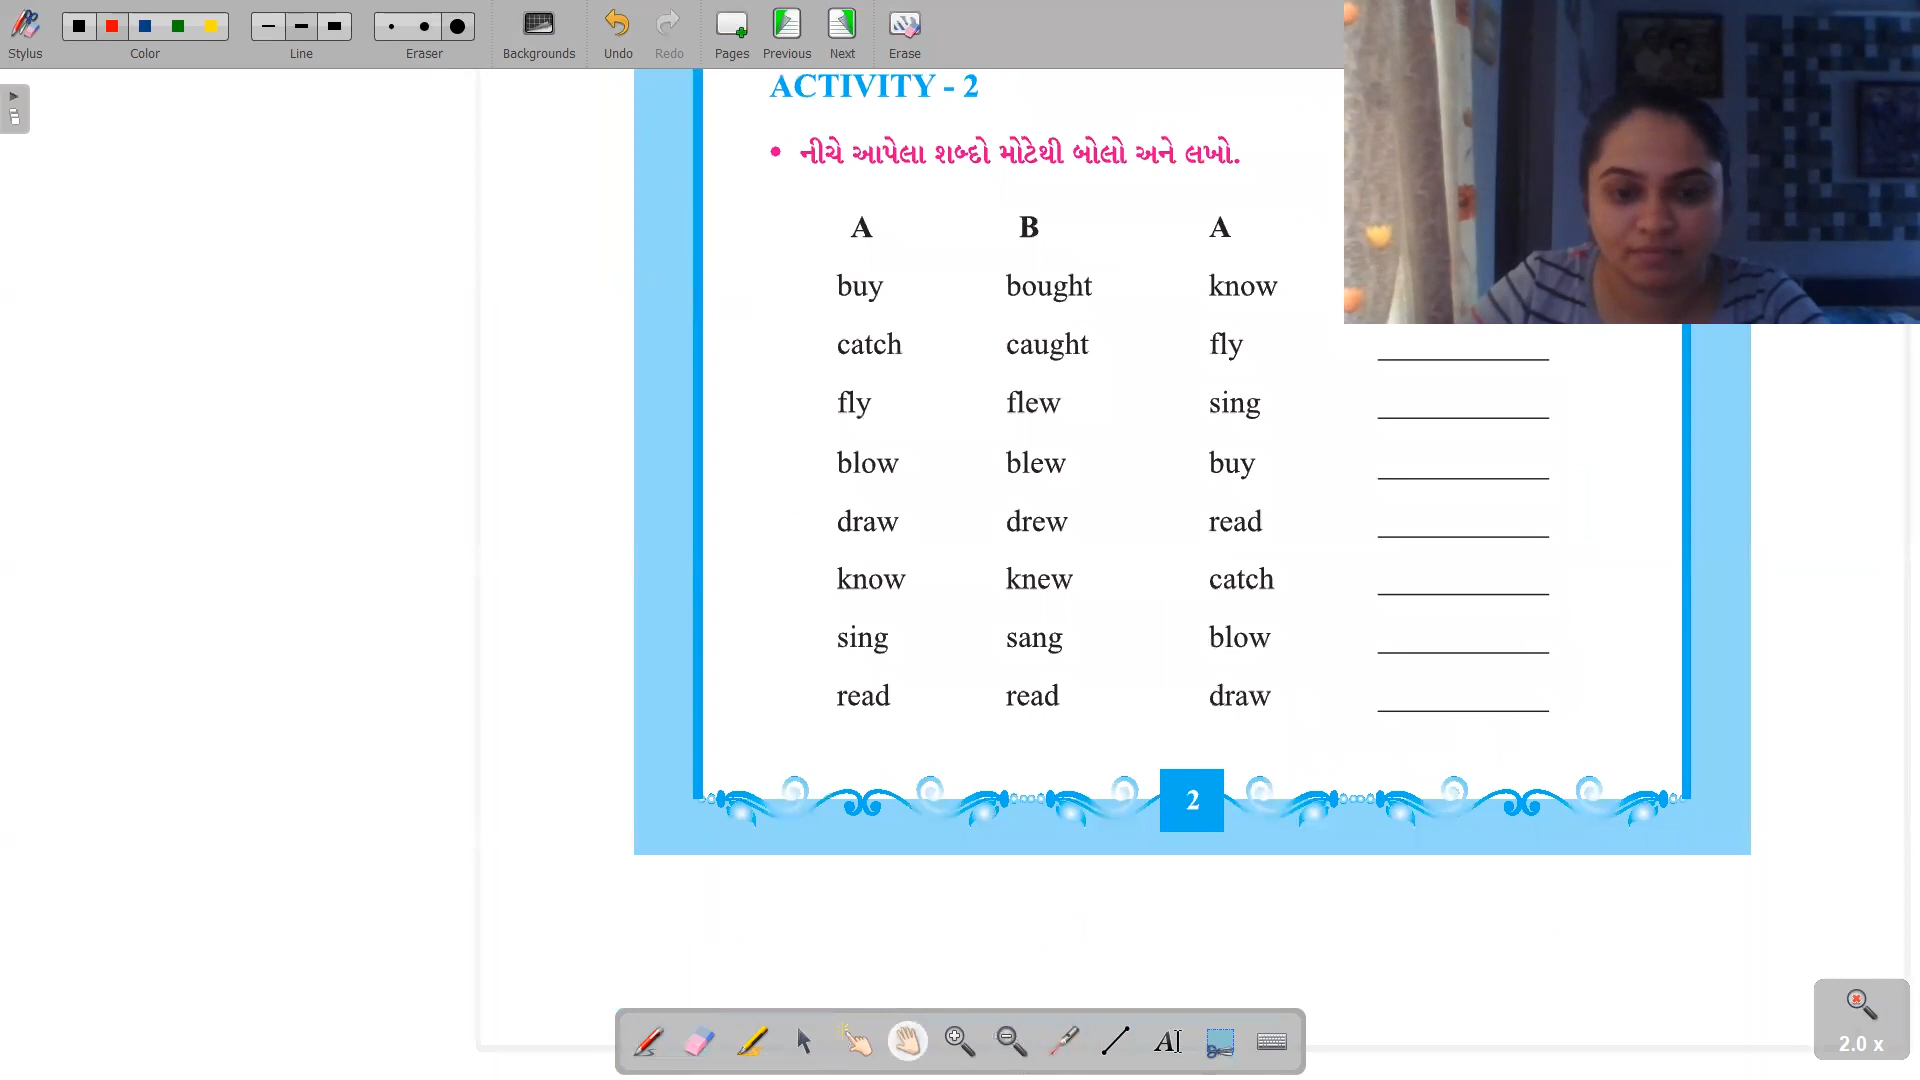 Stylus Color Line Eraser Backgrounds Undo Redo Pages Previous Next Erase
ACTIVITY - 2
• નીચે આપેલા શબ્દો મોટેથી બોલો અને લખો.
A B A
buy bought know
catch caught fly
fly flew sing
blow blew buy
draw drew read
know knew catch
sing sang blow
read read draw
2
2.0 x